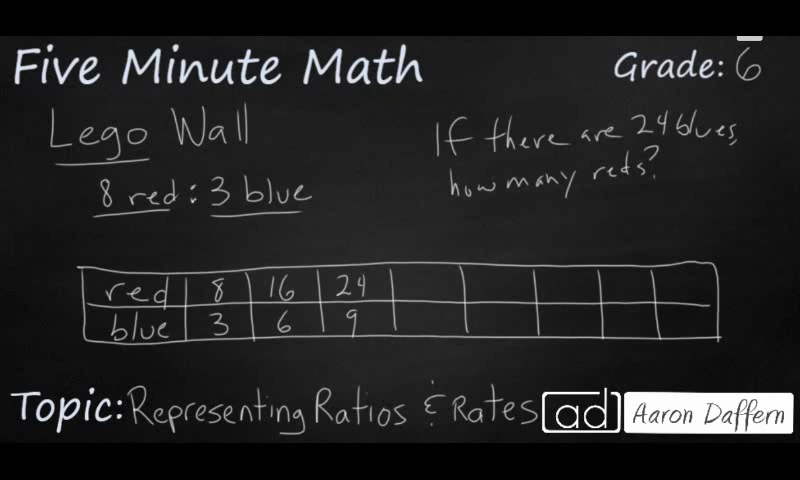 Five Minute Math
Grade: 6
Lego Wall
8 red : 3 blue
If there are 24 blues,
how many reds?
red 8 16 24
blue 3 6 9
Topic: Representing Ratios & Rates
ad Aaron Daffern